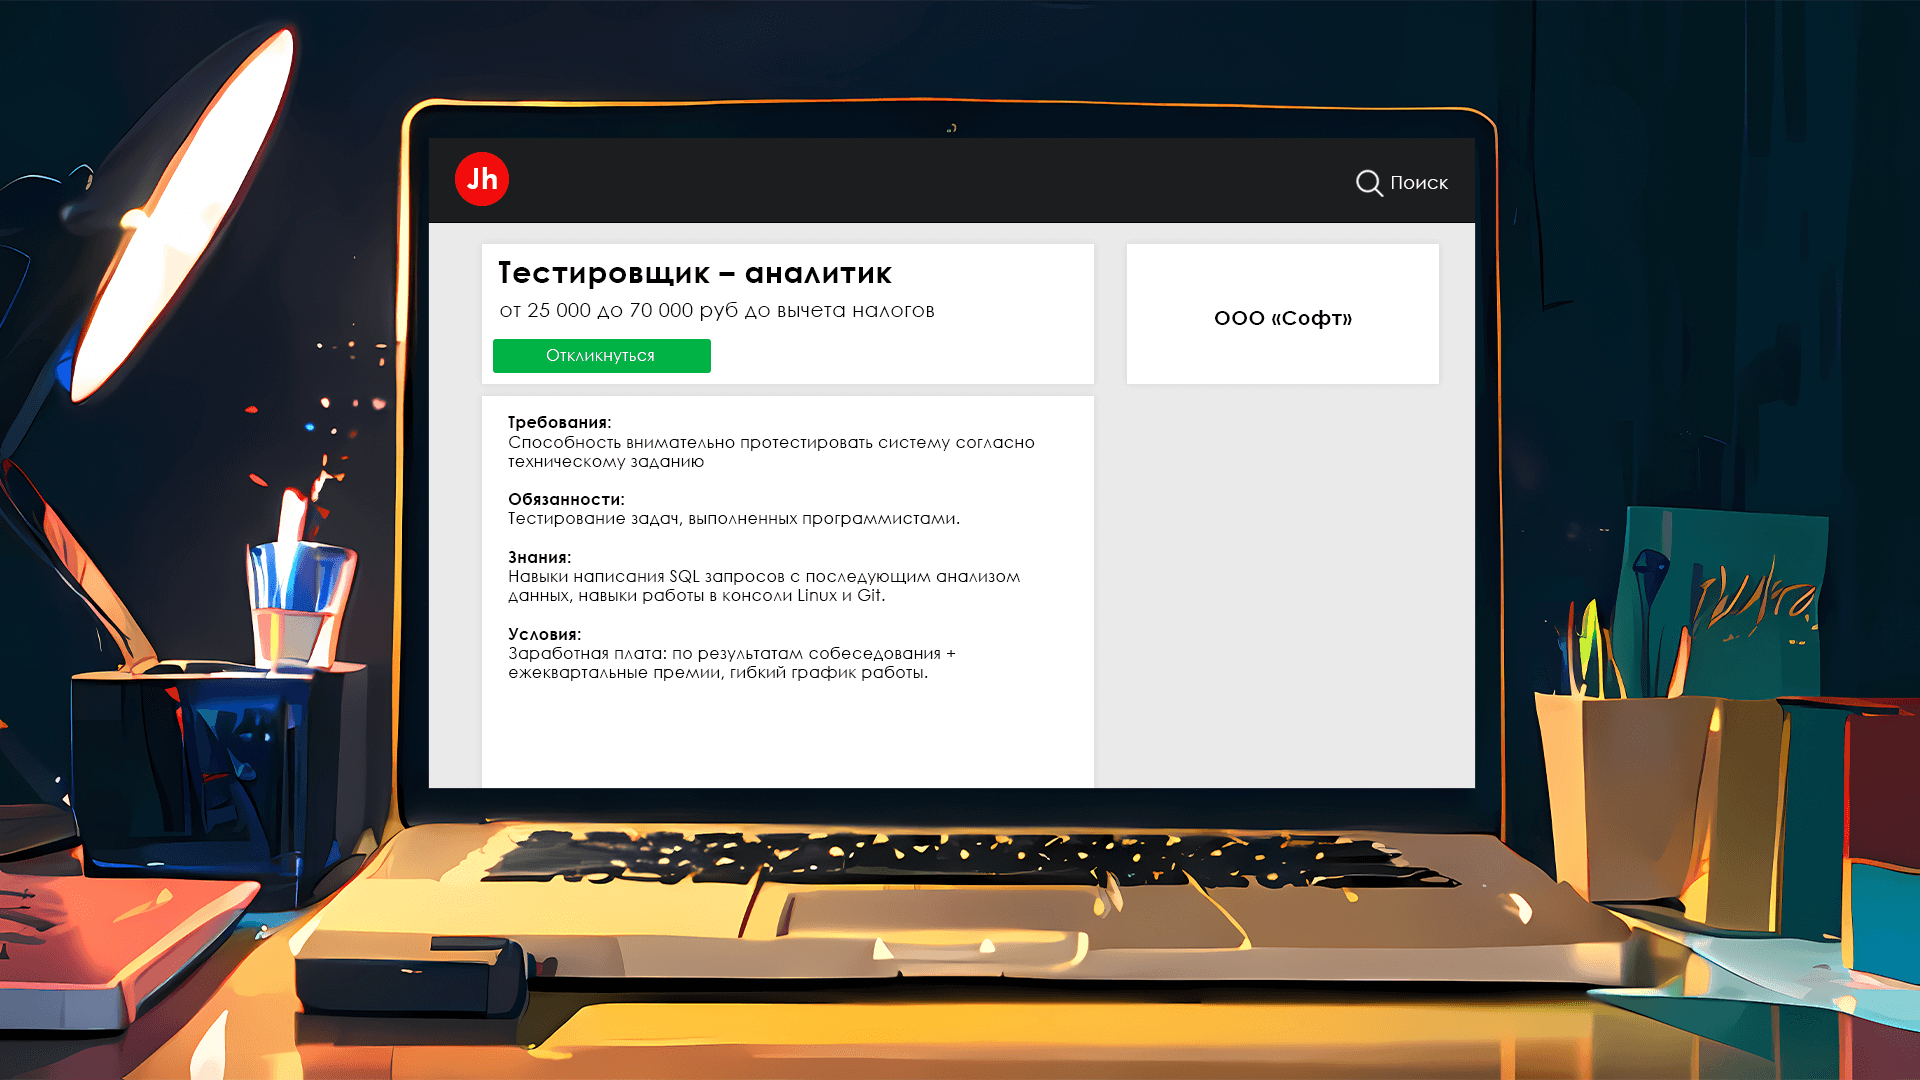 Jh
Поиск
Тестировщик – аналитик
от 25 000 до 70 000 руб до вычета налогов
Откликнуться
ООО «Софт»
Требования:
Способность внимательно протестировать систему согласно
техническому заданию
Обязанности:
Тестирование задач, выполненных программистами.
Знания:
Навыки написания SQL запросов с последующим анализом
данных, навыки работы в консоли Linux и Git.
Условия:
Заработная плата: по результатам собеседования +
ежеквартальные премии, гибкий график работы.